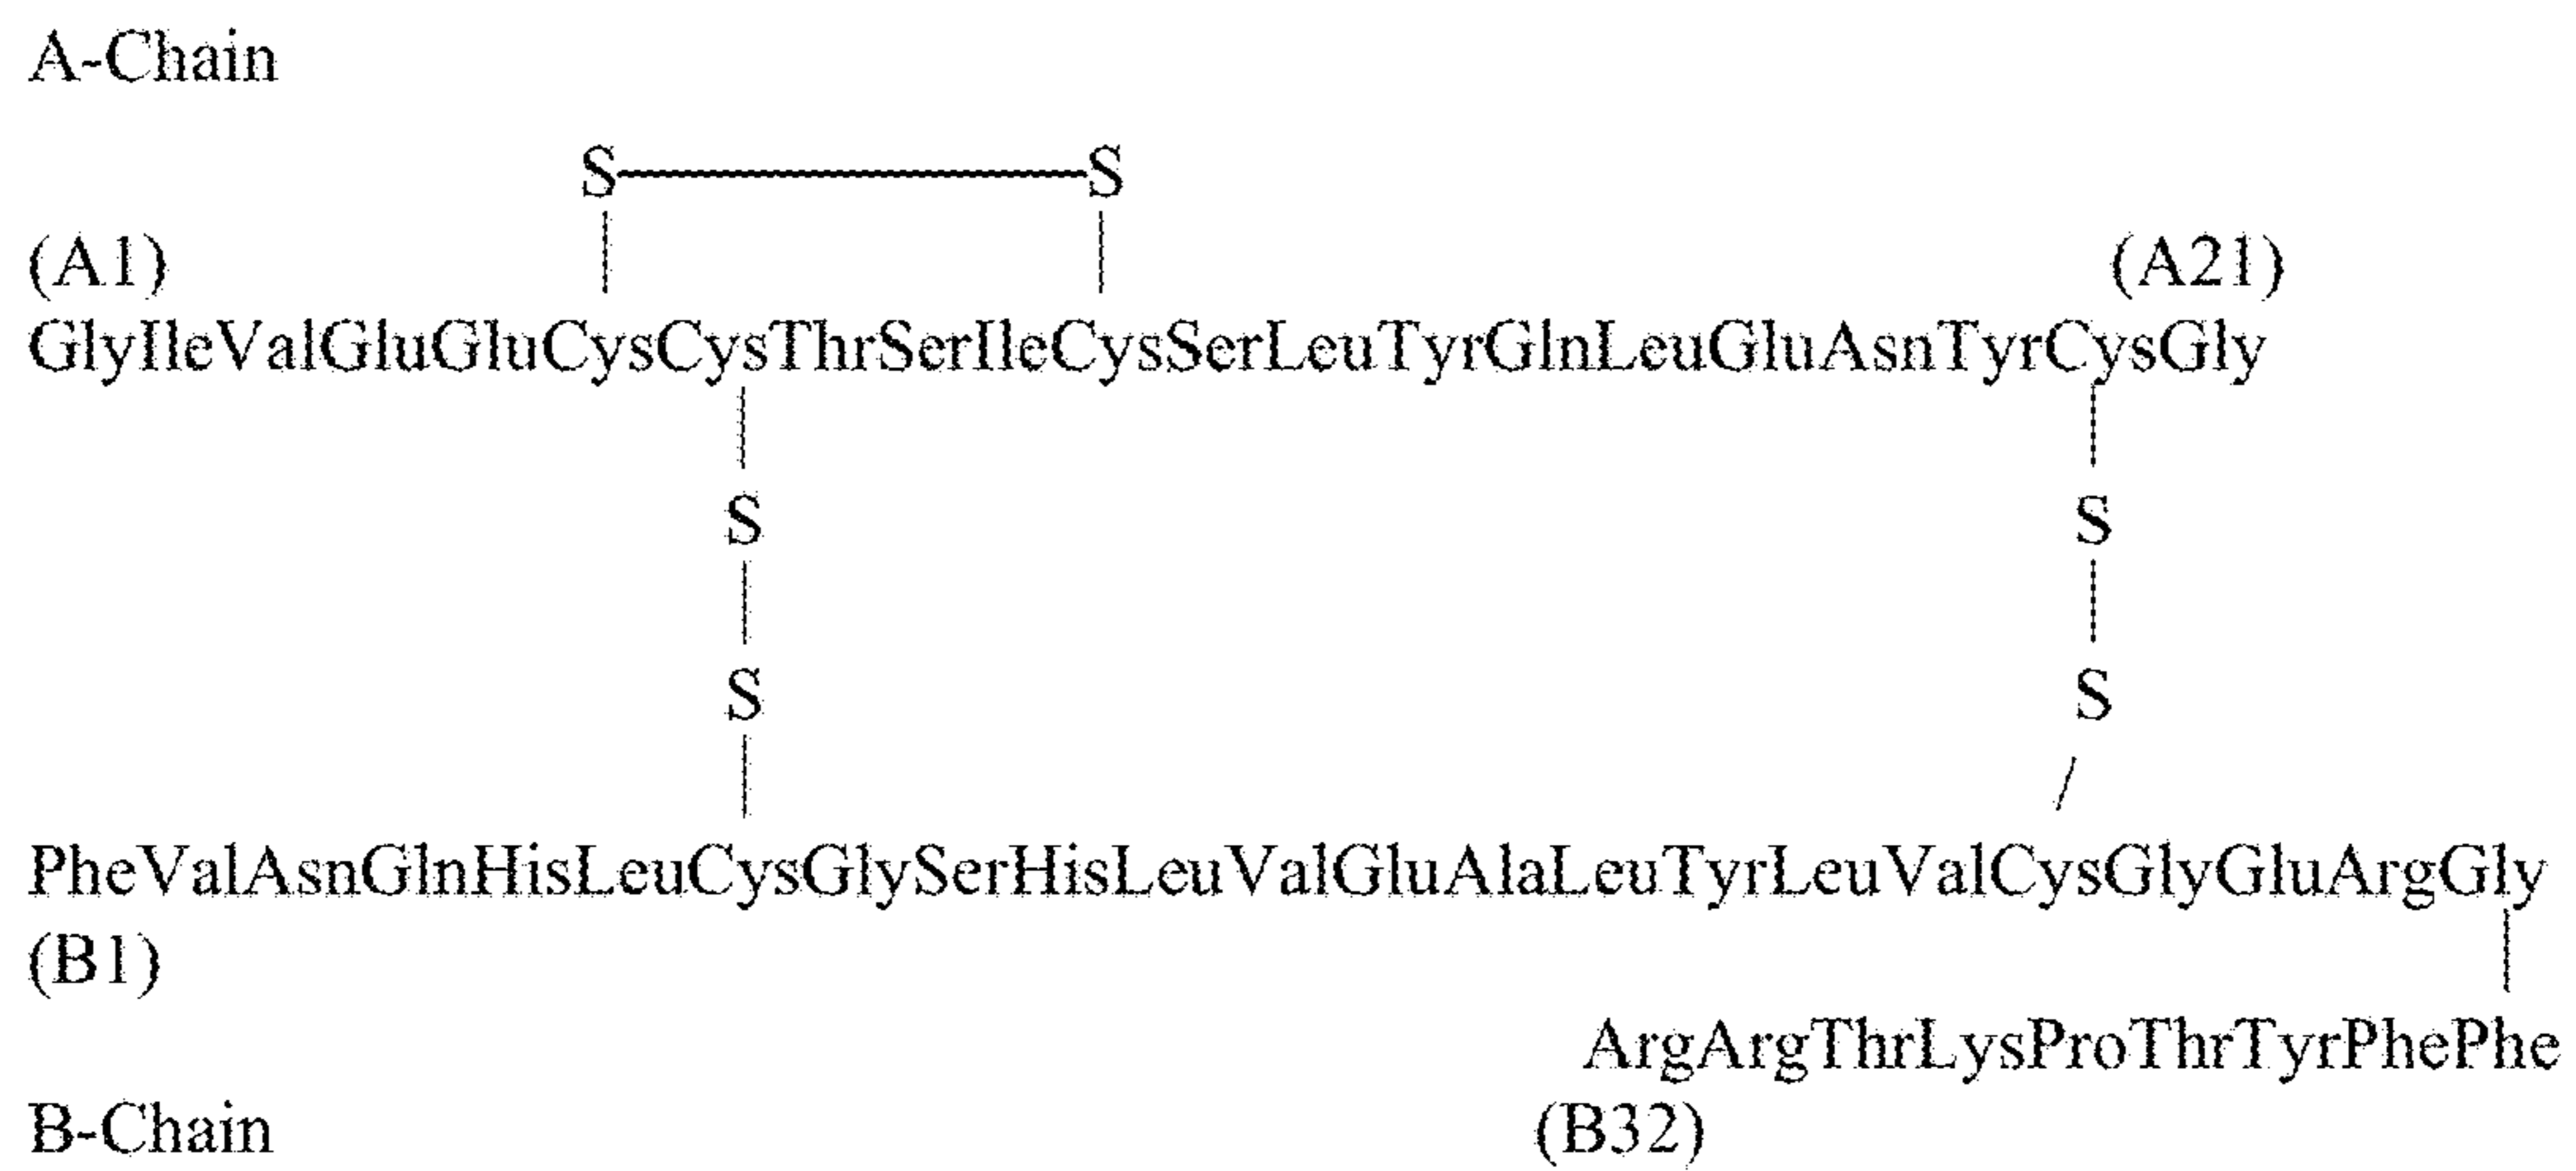 A-Chain
S S
(A1) (A21)
GlyIleValGluGluCysCysThrSerIleCysSerLeuTyrGlnLeuGluAsnTyrCysGly
S S
S S
PheValAsnGlnHisLeuCysGlySerHisLeuValGluAlaLeuTyrLeuValCysGlyGluArgGly
(B1)
ArgArgThrLysProThrTyrPhePhe
B-Chain (B32)